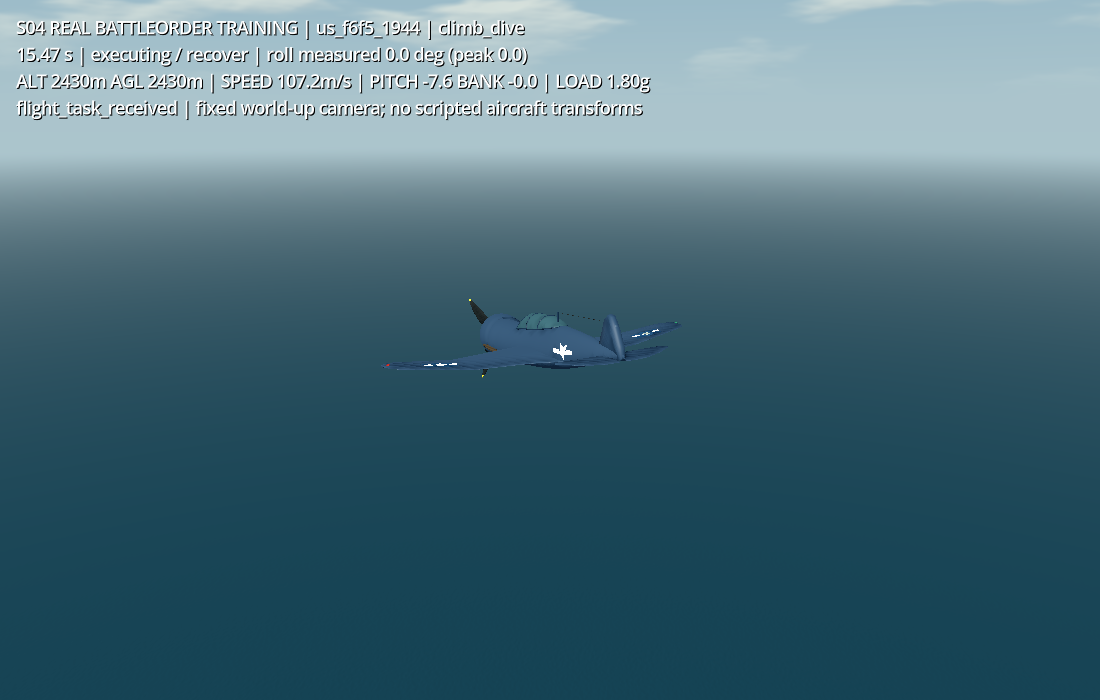 S04 REAL BATTLEORDER TRAINING | us_f6f5_1944 | climb_dive
15.47 s | executing / recover | roll measured 0.0 deg (peak 0.0)
ALT 2430m AGL 2430m | SPEED 107.2m/s | PITCH -7.6 BANK -0.0 | LOAD 1.80g
flight_task_received | fixed world-up camera; no scripted aircraft transforms